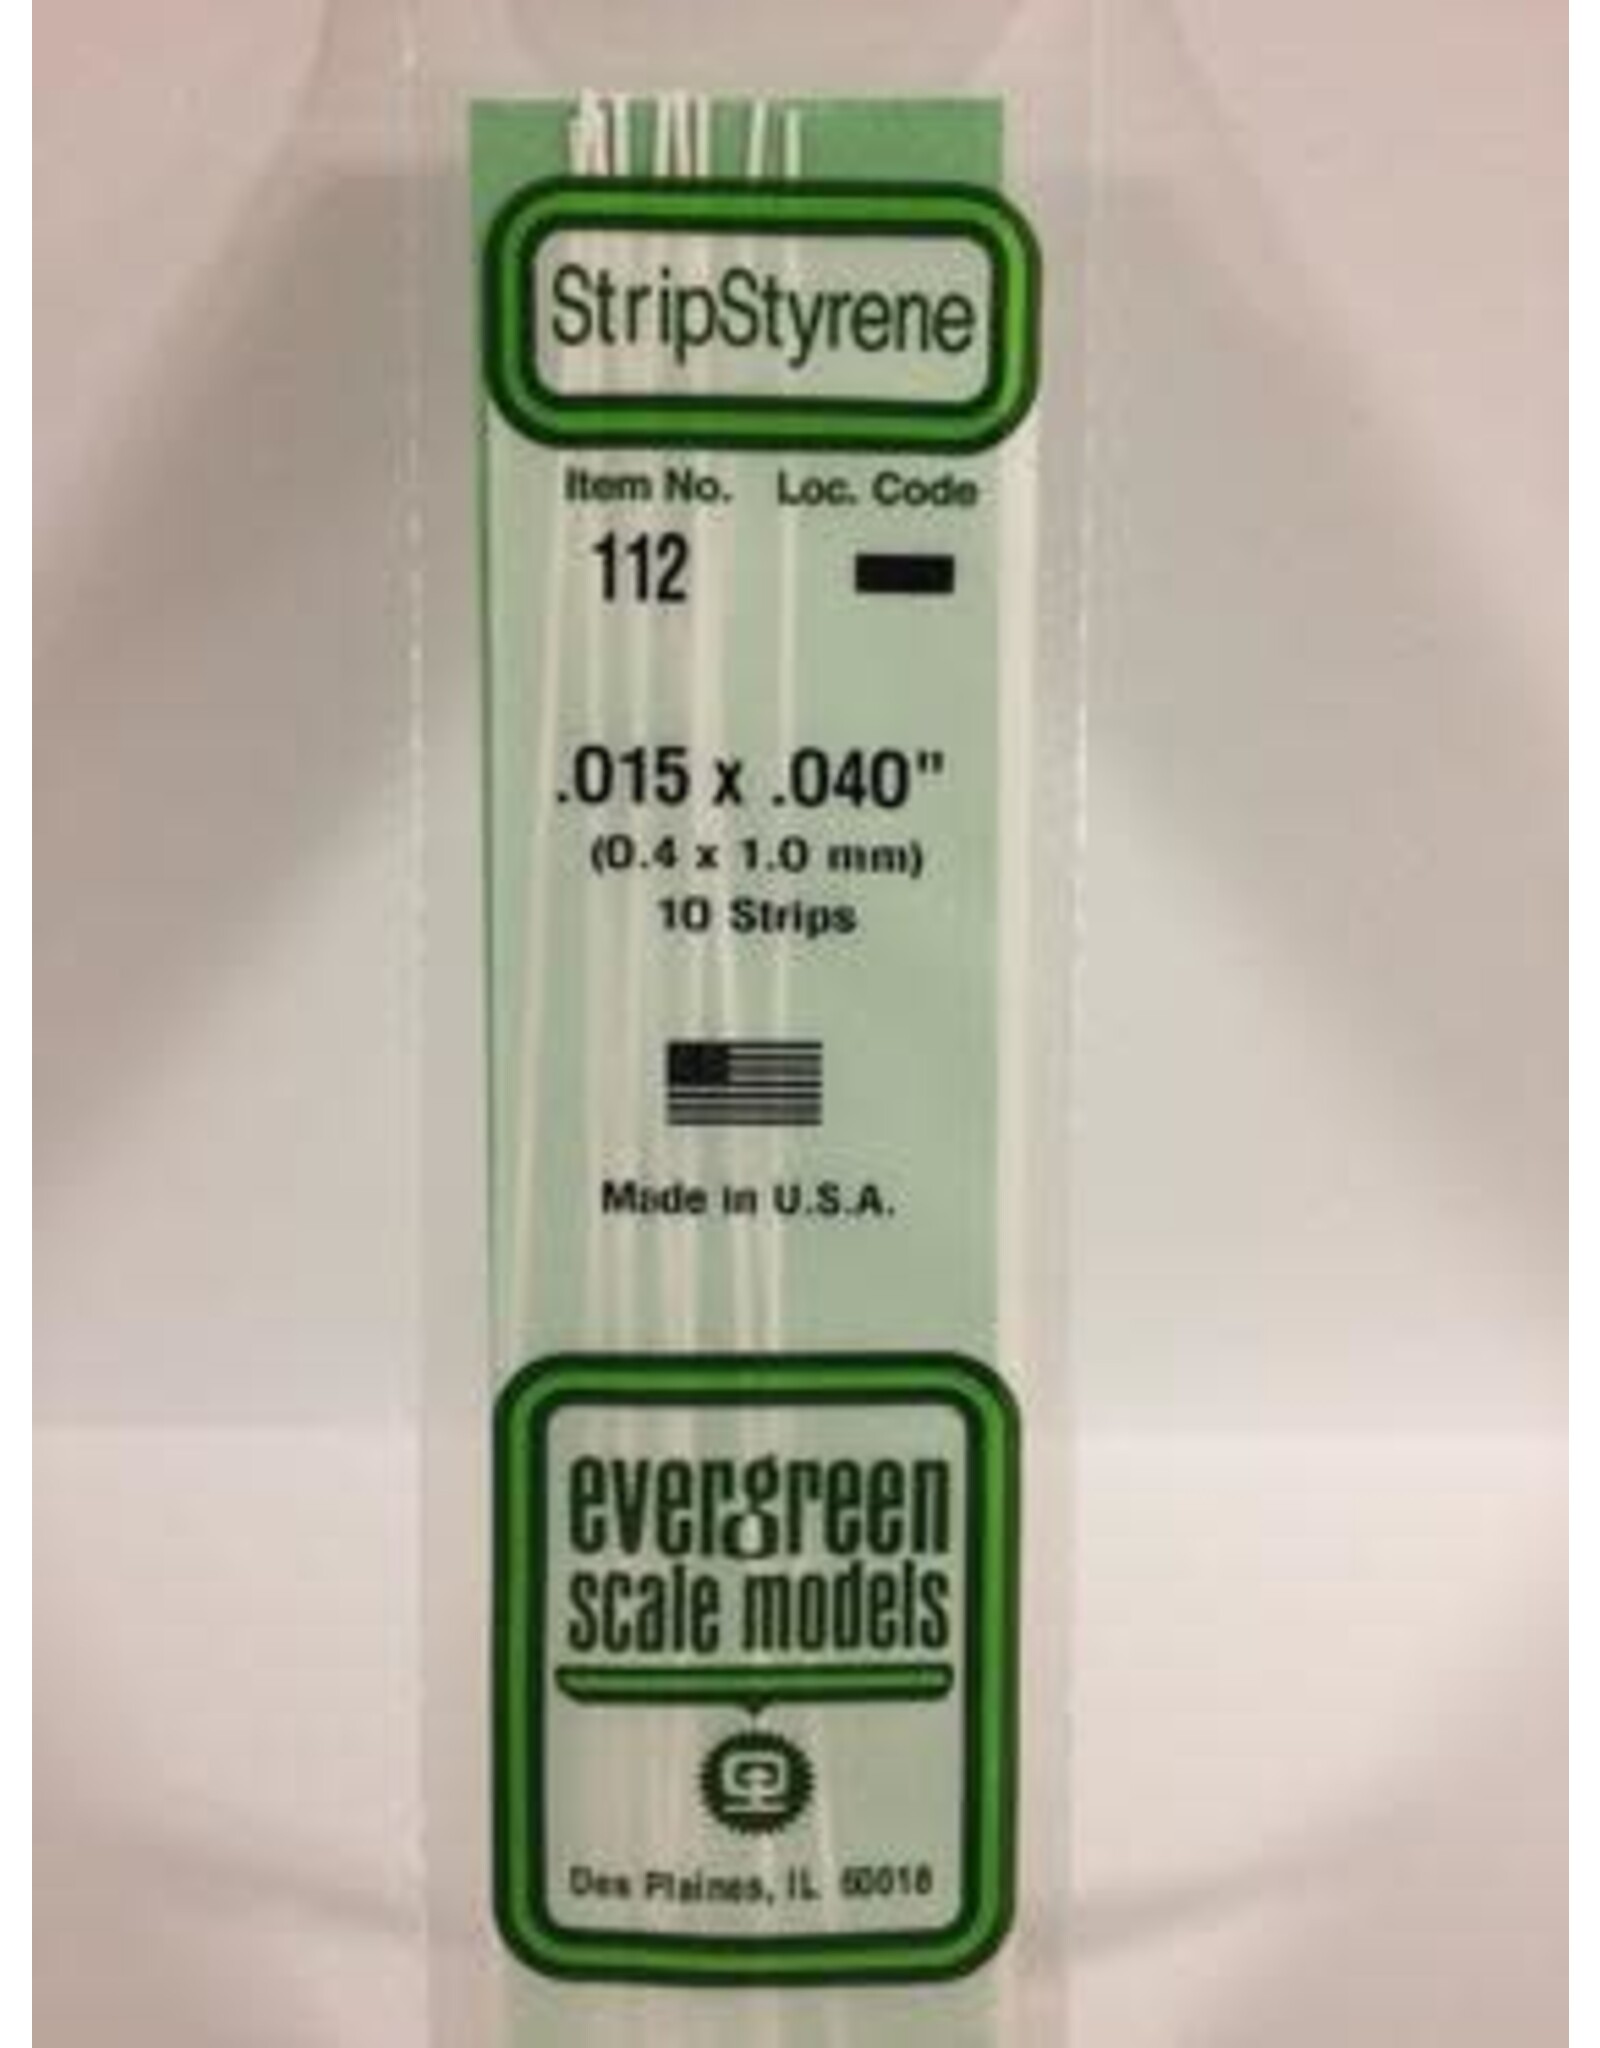 StripStyrene
Item No. Loc. Code
112
.015 x .040"
(0.4 x 1.0 mm)
10 Strips
Made in U.S.A.
evergreen
scale models
Des Plaines, IL 60018